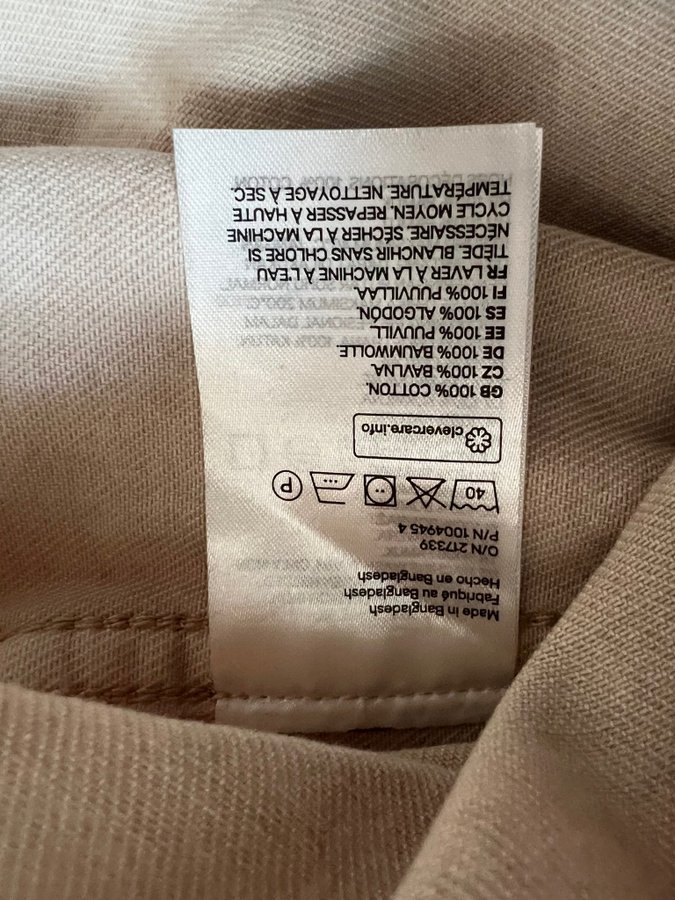 Made in Bangladesh
Fabriqué au Bangladesh
Hecho en Bangladesh
O/N 217339
P/N 1004945 4
40
P
clevercare.info
GB 100% COTTON.
CZ 100% BAVLNA.
DE 100% BAUMWOLLE.
EE 100% PUUVILL.
ES 100% ALGODÓN.
FI 100% PUUVILLAA.
FR LAVER À LA MACHINE À L'EAU
TIÈDE. BLANCHIR SANS CHLORE SI
NÉCESSAIRE. SÉCHER À LA MACHINE
CYCLE MOYEN. REPASSER À HAUTE
TEMPÉRATURE. NETTOYAGE À SEC.